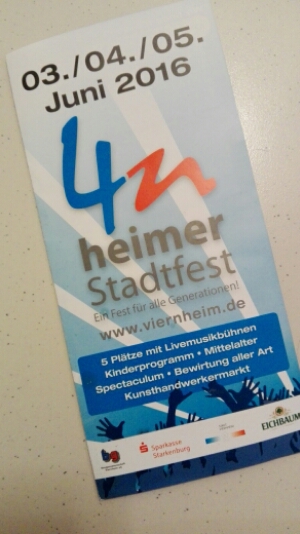 03./04./05.
Juni 2016
4n
heimer
Stadtfest
Ein Fest für alle Generationen!
www.viernheim.de
5 Plätze mit Livemusikbühnen
Kinderprogramm • Mittelalter
Spectaculum • Bewirtung aller Art
Kunsthandwerkermarkt
Sparkasse
Starkenburg
EICHBAUM